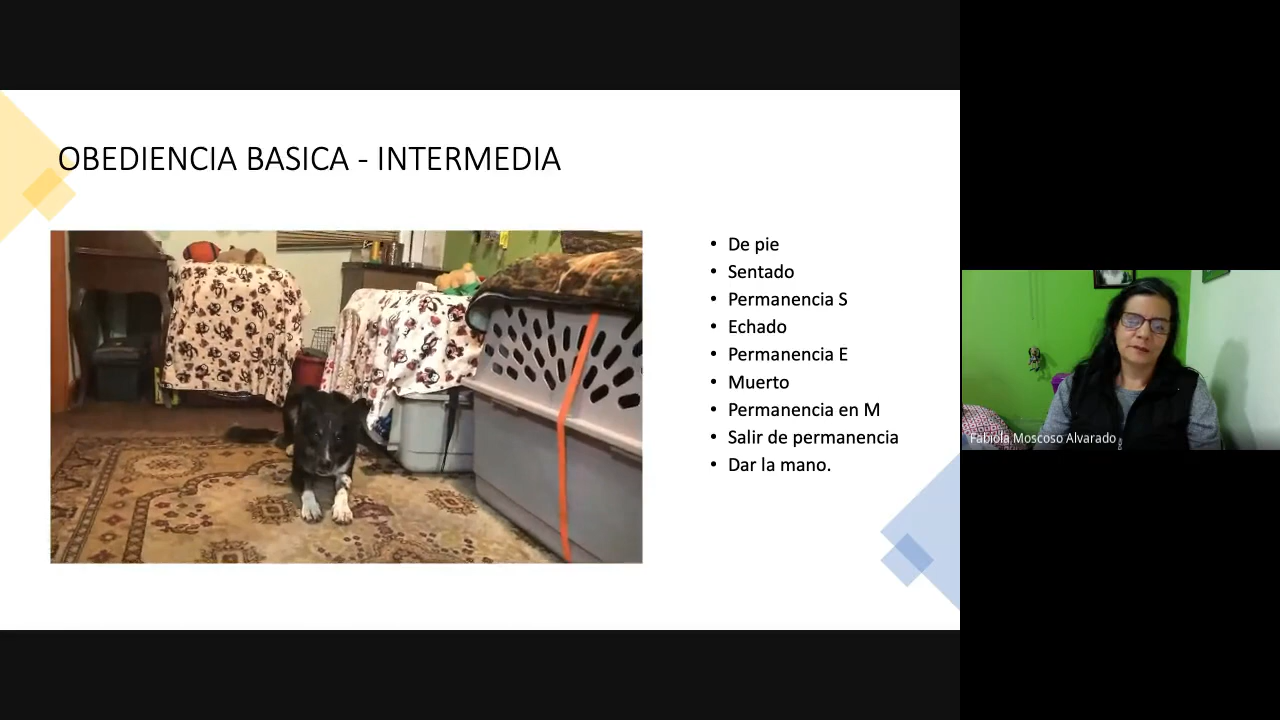 OBEDIENCIA BASICA - INTERMEDIA
• De pie
• Sentado
• Permanencia S
• Echado
• Permanencia E
• Muerto
• Permanencia en M
• Salir de permanencia
• Dar la mano.
Fabiola Moscoso Alvarado